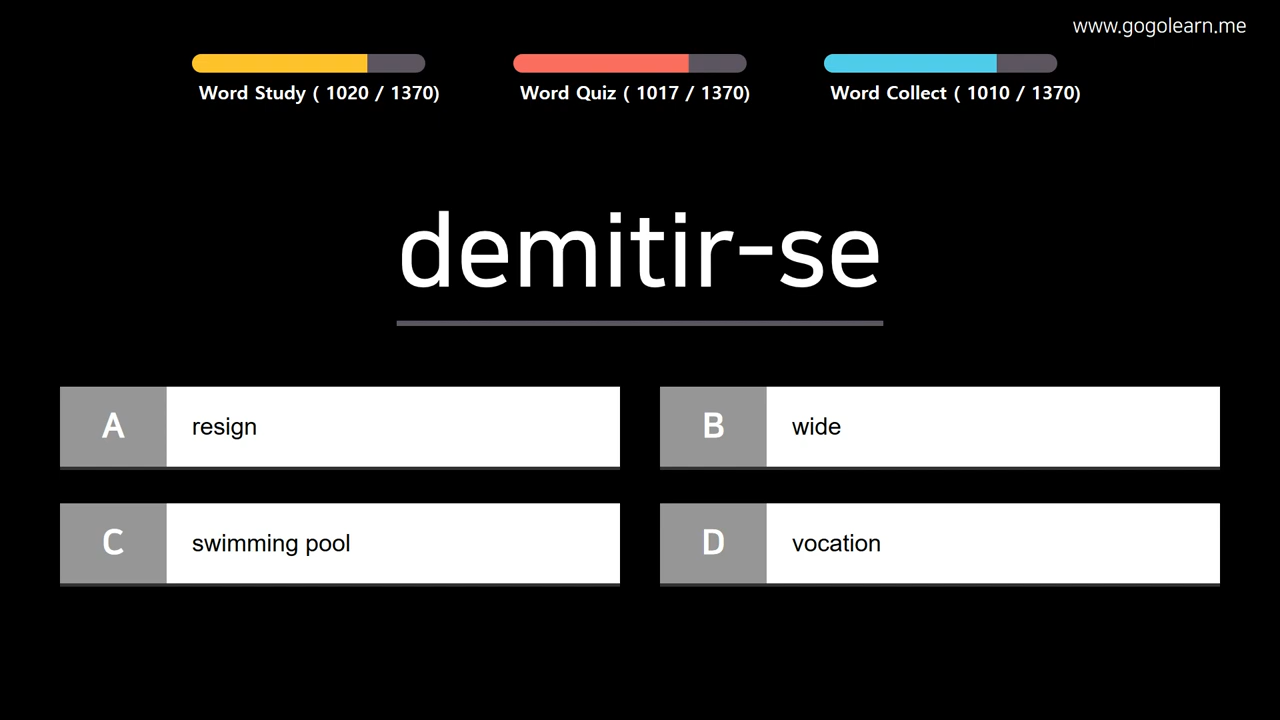 www.gogolearn.me
Word Study ( 1020 / 1370)
Word Quiz ( 1017 / 1370)
Word Collect ( 1010 / 1370)
demitir-se
A resign
B wide
C swimming pool
D vocation